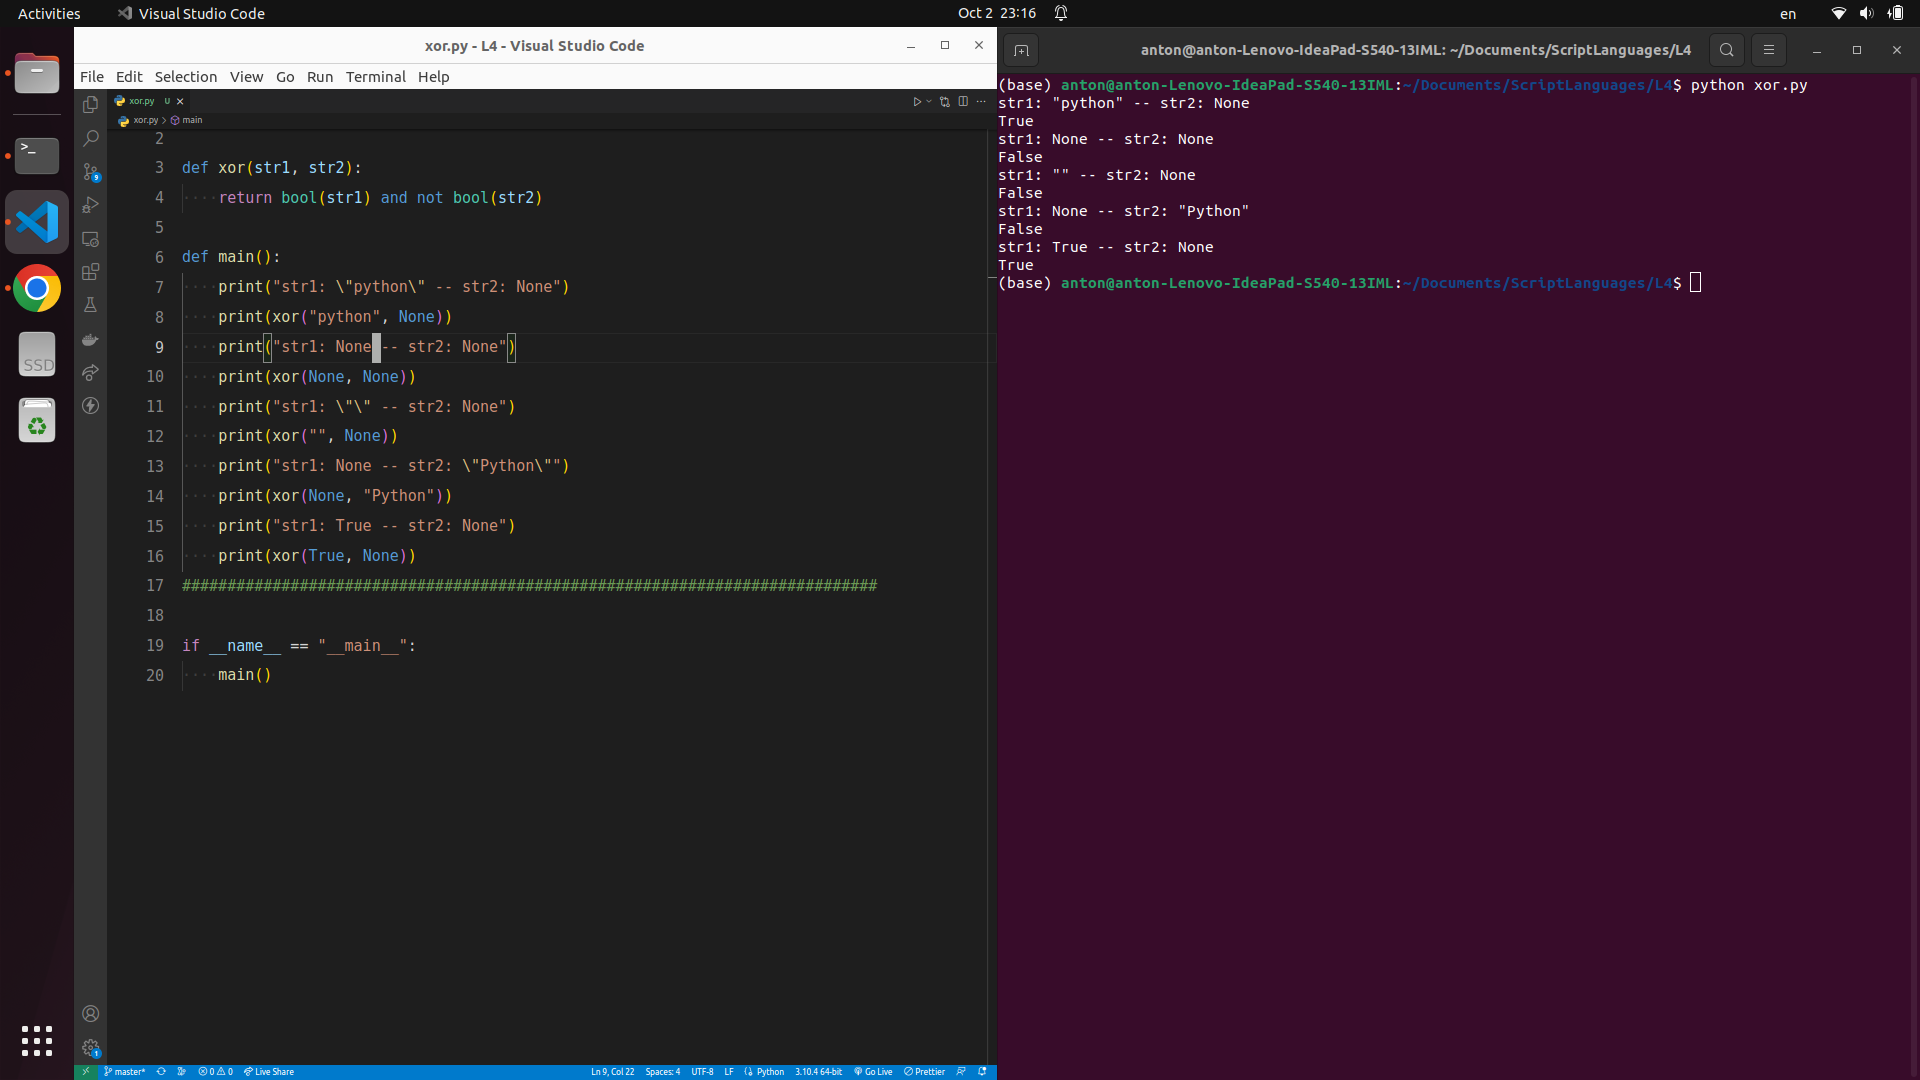 Activities
Visual Studio Code
Oct 2 23:16
en
xor.py - L4 - Visual Studio Code
File Edit Selection View Go Run Terminal Help
xor.py U
xor.py > main
2
3 def xor(str1, str2):
4 ····return bool(str1) and not bool(str2)
5
6 def main():
7 ····print("str1: \"python\" -- str2: None")
8 ····print(xor("python", None))
9 ····print("str1: None -- str2: None")
10 ····print(xor(None, None))
11 ····print("str1: \"\" -- str2: None")
12 ····print(xor("", None))
13 ····print("str1: None -- str2: \"Python\"")
14 ····print(xor(None, "Python"))
15 ····print("str1: True -- str2: None")
16 ····print(xor(True, None))
17 #############################################################################
18
19 if __name__ == "__main__":
20 ····main()
master* 0 0 Live Share Ln 9, Col 22 Spaces: 4 UTF-8 LF Python 3.10.4 64-bit Go Live Prettier
SSD
9
1
anton@anton-Lenovo-IdeaPad-S540-13IML: ~/Documents/ScriptLanguages/L4
(base) anton@anton-Lenovo-IdeaPad-S540-13IML:~/Documents/ScriptLanguages/L4$ python xor.py
str1: "python" -- str2: None
True
str1: None -- str2: None
False
str1: "" -- str2: None
False
str1: None -- str2: "Python"
False
str1: True -- str2: None
True
(base) anton@anton-Lenovo-IdeaPad-S540-13IML:~/Documents/ScriptLanguages/L4$